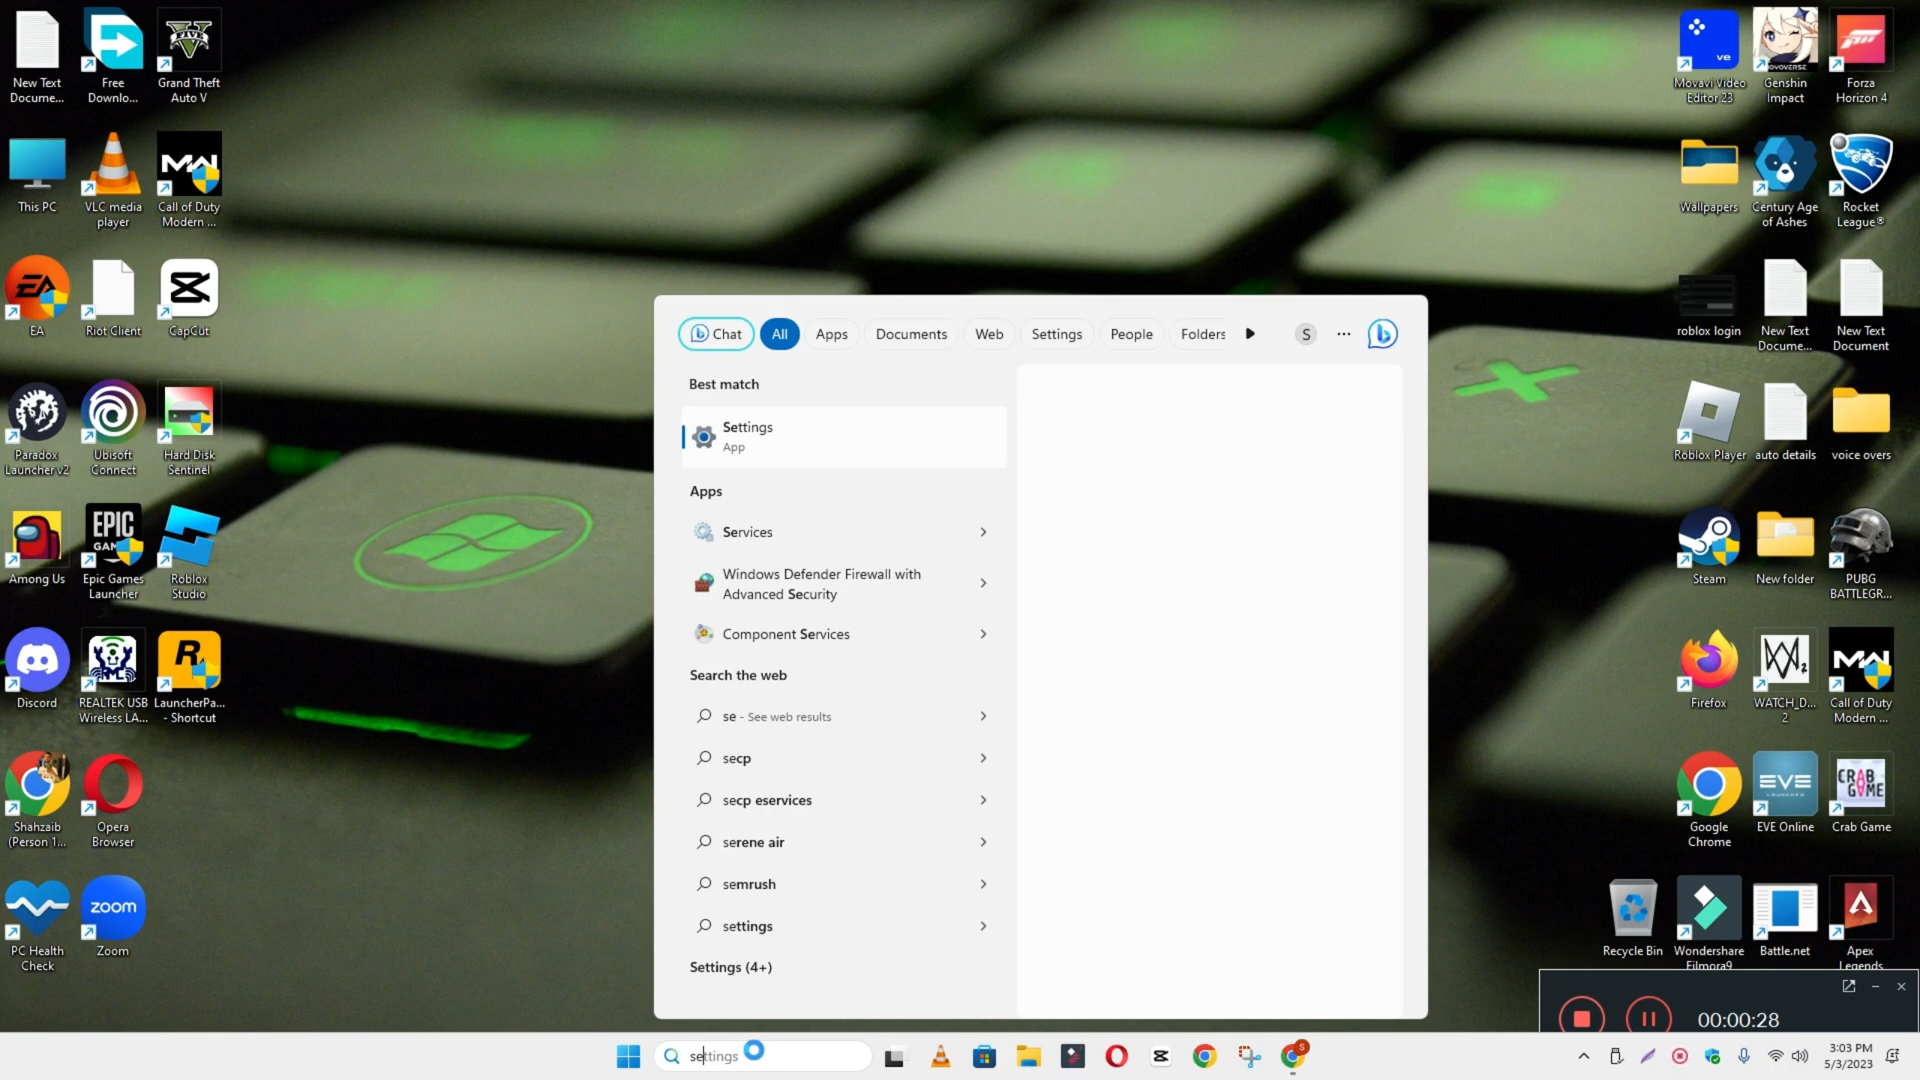 New Text
Docume...
Free
Downlo...
FIVE
Grand Theft
Auto V
This PC
VLC media
player
Call of Duty
Modern ...
EA
Riot Client
CapCut
Paradox
Launcher v2
Ubisoft
Connect
Hard Disk
Sentinel
Among Us
EPIC
Epic Games
Launcher
Roblox
Studio
Discord
REALTEK USB
Wireless LA...
LauncherPa...
- Shortcut
Shahzaib
(Person 1...
Opera
Browser
PC Health
Check
zoom
Zoom
Chat
All
Apps
Documents
Web
Settings
People
Folders
S
...
Best match
Settings
App
Apps
Services
Windows Defender Firewall with
Advanced Security
Component Services
Search the web
se - See web results
secp
secp eservices
serene air
semrush
settings
Settings (4+)
ve
Movavi Video
Editor 23
HOYOVERSE
Genshin
Impact
Forza
Horizon 4
Wallpapers
Century Age
of Ashes
Rocket
League®
roblox login
New Text
Docume...
New Text
Document
Roblox Player
auto details
voice overs
Steam
New folder
PUBG
BATTLEGR...
Firefox
WATCH_D...
2
Call of Duty
Modern ...
Google
Chrome
EVE
EVE Online
CRAB
GAME
Crab Game
Recycle Bin
Wondershare
Filmora9
Battle.net
Apex
Legends
00:00:28
settings
S
3:03 PM
5/3/2023